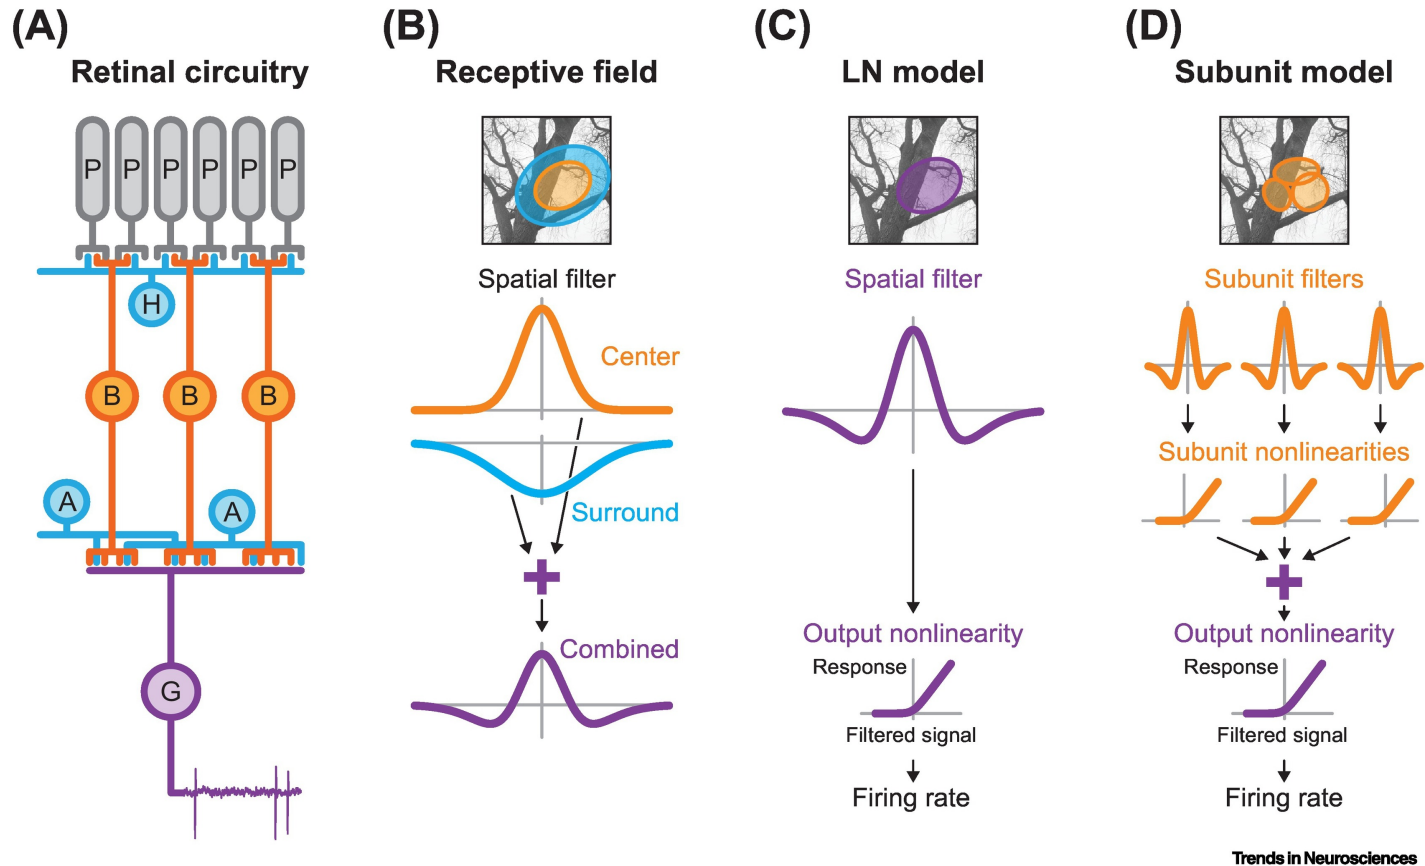 (A)
Retinal circuitry
P P P P P P
H
B B B
A
A
G
(B)
Receptive field
Spatial filter
Center
Surround
Combined
(C)
LN model
Spatial filter
Output nonlinearity
Response
Filtered signal
Firing rate
(D)
Subunit model
Subunit filters
Subunit nonlinearities
Output nonlinearity
Response
Filtered signal
Firing rate
Trends in Neurosciences